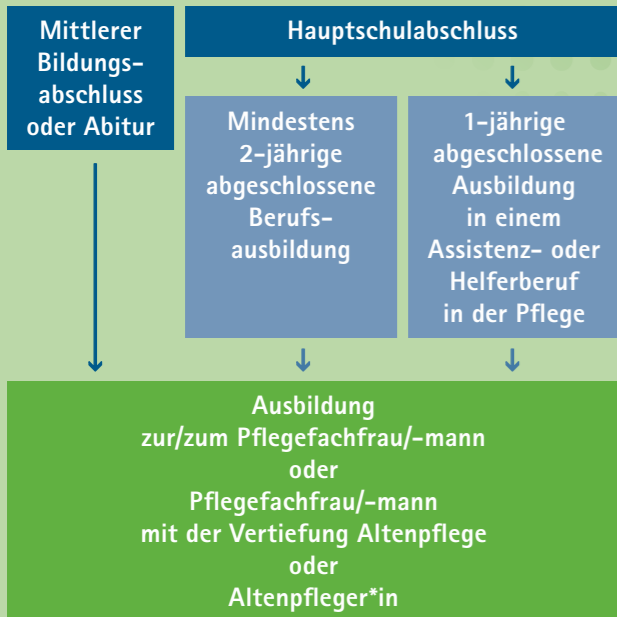 Mittlerer
Bildungs-
abschluss
oder Abitur
Hauptschulabschluss
Mindestens
2-jährige
abgeschlossene
Berufs-
ausbildung
1-jährige
abgeschlossene
Ausbildung
in einem
Assistenz- oder
Helferberuf
in der Pflege
Ausbildung
zur/zum Pflegefachfrau/-mann
oder
Pflegefachfrau/-mann
mit der Vertiefung Altenpflege
oder
Altenpfleger*in